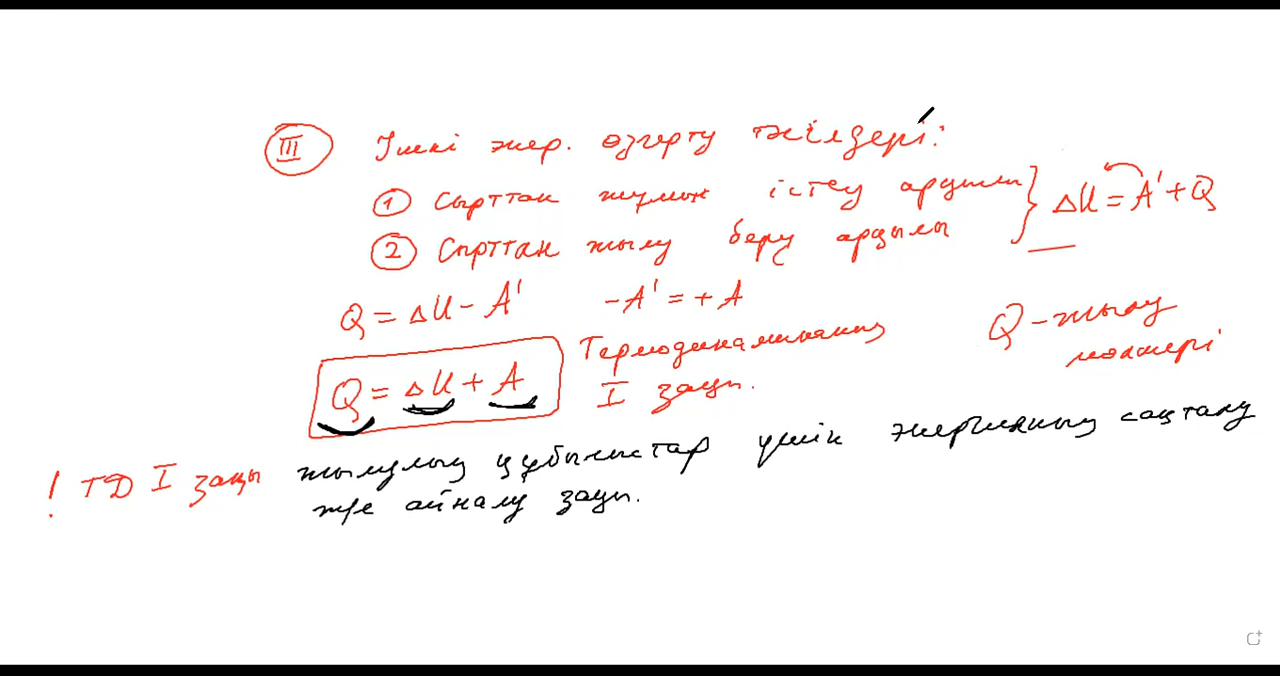 III Ішкі энер. өзгерту тәсілдері:
① Сырттан жұмыс істеу арқылы
② Сырттан жылу беру арқылы } ΔU = A' + Q
Q = ΔU - A' -A' = +A
Q = ΔU + A Термодинамиканың I заңы.
Q - жылу мөлшері
! ТД I заңы жылулық құбылыстар үшін энергияның сақталу
және айналу заңы.